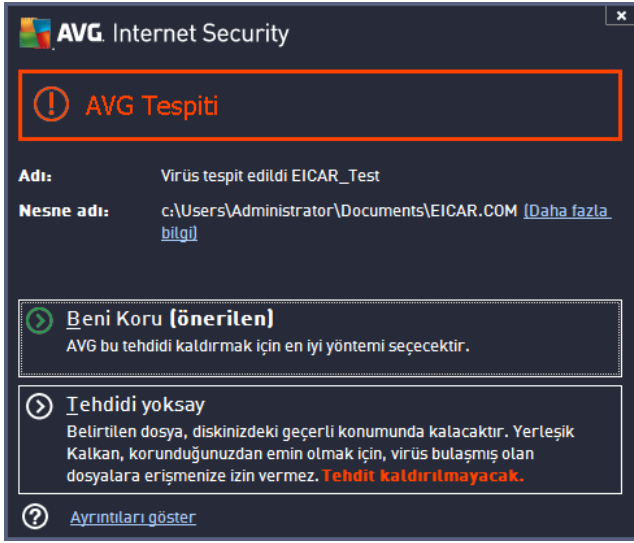 AVG. Internet Security
AVG Tespiti
Adı: Virüs tespit edildi EICAR_Test
Nesne adı: c:\Users\Administrator\Documents\EICAR.COM (Daha fazla
bilgi)
Beni Koru (önerilen)
AVG bu tehdidi kaldırmak için en iyi yöntemi seçecektir.
Tehdidi yoksay
Belirtilen dosya, diskinizdeki geçerli konumunda kalacaktır. Yerleşik
Kalkan, korunduğunuzdan emin olmak için, virüs bulaşmış olan
dosyalara erişmenize izin vermez. Tehdit kaldırılmayacak.
Ayrıntıları göster